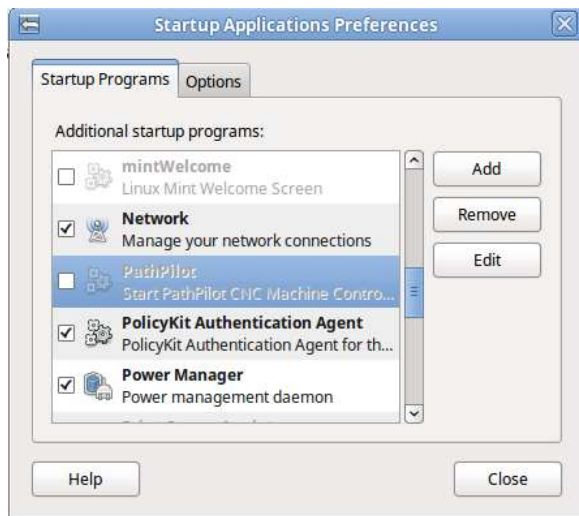 Startup Applications Preferences
Startup Programs
Options
Additional startup programs:
mintWelcome
Linux Mint Welcome Screen
Network
Manage your network connections
PathPilot
Start PathPilot CNC Machine Contro...
PolicyKit Authentication Agent
PolicyKit Authentication Agent for th...
Power Manager
Power management daemon
Add
Remove
Edit
Help
Close